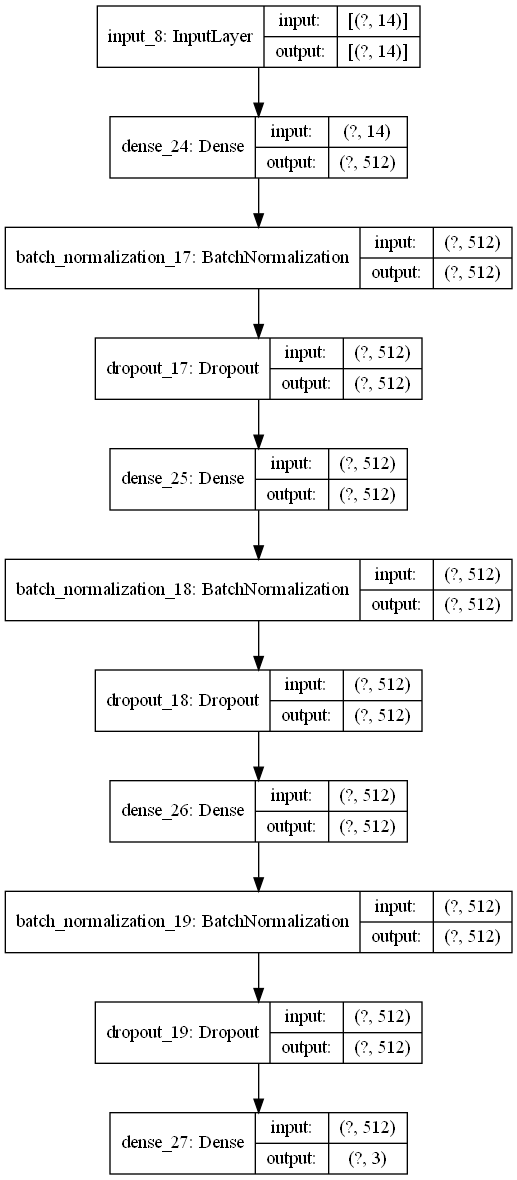 input_8: InputLayer
input: [(?, 14)]
output: [(?, 14)]
dense_24: Dense
input: (?, 14)
output: (?, 512)
batch_normalization_17: BatchNormalization
input: (?, 512)
output: (?, 512)
dropout_17: Dropout
input: (?, 512)
output: (?, 512)
dense_25: Dense
input: (?, 512)
output: (?, 512)
batch_normalization_18: BatchNormalization
input: (?, 512)
output: (?, 512)
dropout_18: Dropout
input: (?, 512)
output: (?, 512)
dense_26: Dense
input: (?, 512)
output: (?, 512)
batch_normalization_19: BatchNormalization
input: (?, 512)
output: (?, 512)
dropout_19: Dropout
input: (?, 512)
output: (?, 512)
dense_27: Dense
input: (?, 512)
output: (?, 3)